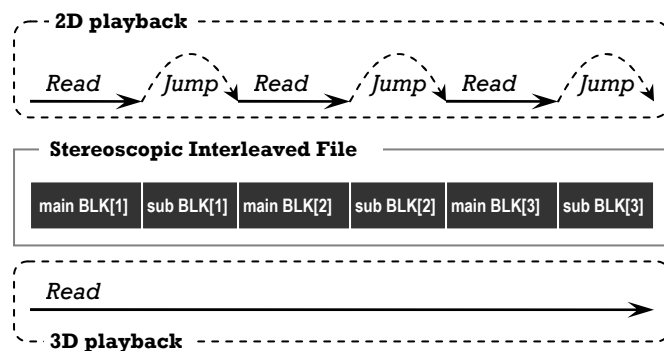 2D playback
Read Jump Read Jump Read Jump
Stereoscopic Interleaved File
main BLK[1] sub BLK[1] main BLK[2] sub BLK[2] main BLK[3] sub BLK[3]
Read
3D playback